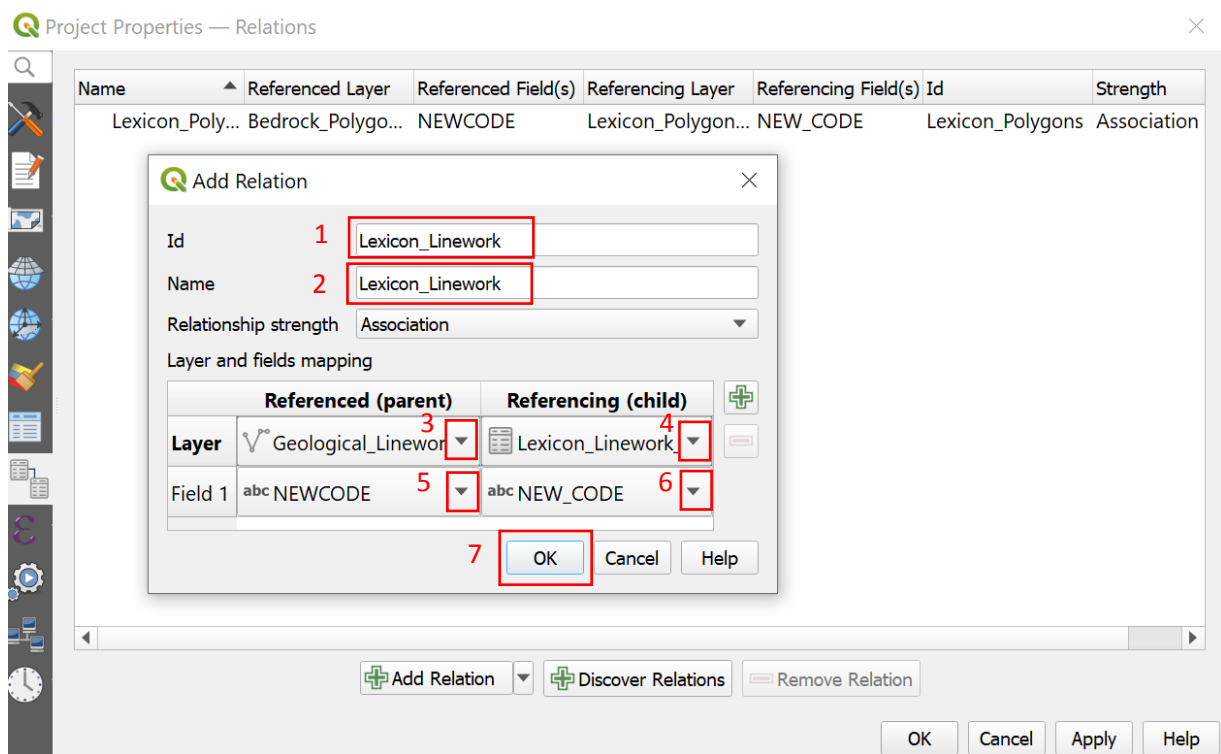 Project Properties — Relations
Name Referenced Layer Referenced Field(s) Referencing Layer Referencing Field(s) Id Strength
Lexicon_Poly... Bedrock_Polygo... NEWCODE Lexicon_Polygon... NEW_CODE Lexicon_Polygons Association
Add Relation
Id 1 Lexicon_Linework
Name 2 Lexicon_Linework
Relationship strength Association
Layer and fields mapping
Referenced (parent) Referencing (child)
Layer Geological_Linewor 3 Lexicon_Linework_ 4
Field 1 abc NEWCODE 5 abc NEW_CODE 6
7 OK Cancel Help
Add Relation Discover Relations Remove Relation
OK Cancel Apply Help